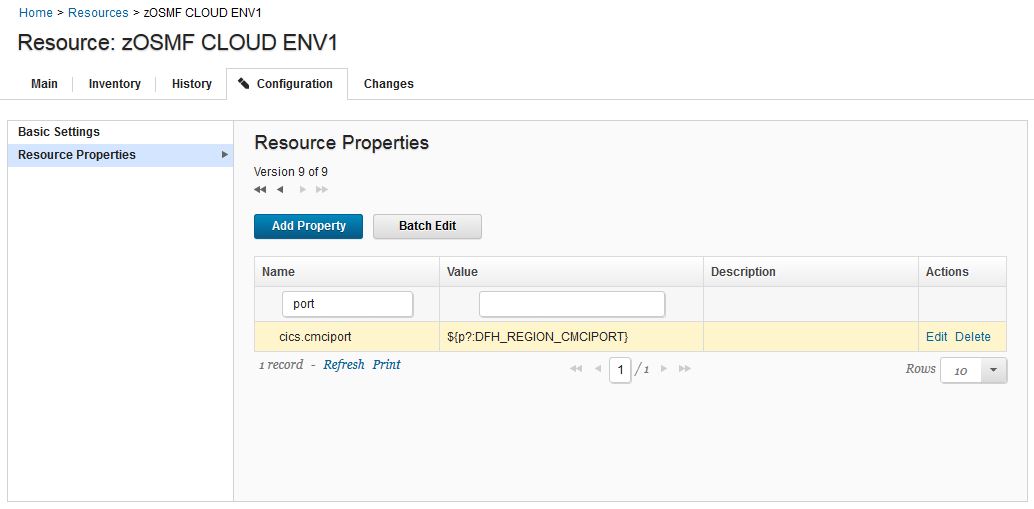 Home > Resources > zOSMF CLOUD ENV1
Resource: zOSMF CLOUD ENV1
Main Inventory History Configuration Changes
Basic Settings
Resource Properties
Resource Properties
Version 9 of 9
Add Property Batch Edit
Name Value Description Actions
port
cics.cmciport ${p?:DFH_REGION_CMCIPORT} Edit Delete
1 record - Refresh Print 1 / 1 Rows 10